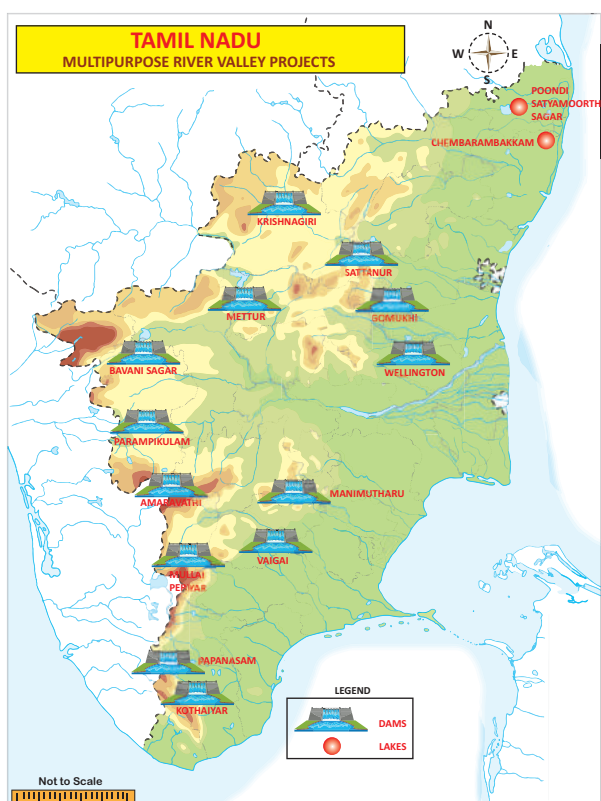 TAMIL NADU
MULTIPURPOSE RIVER VALLEY PROJECTS
N
W E
S
POONDI
SATYAMOORTH
SAGAR
CHEMBARAMBAKKAM
KRISHNAGIRI
SATTANUR
METTUR
GOMUKHI
BAVANI SAGAR
WELLINGTON
PARAMPIKULAM
AMARAVATHI
MANIMUTHARU
VAIGAI
MULLAI
PERIYAR
PAPANASAM
KOTHAIYAR
LEGEND
DAMS
LAKES
Not to Scale